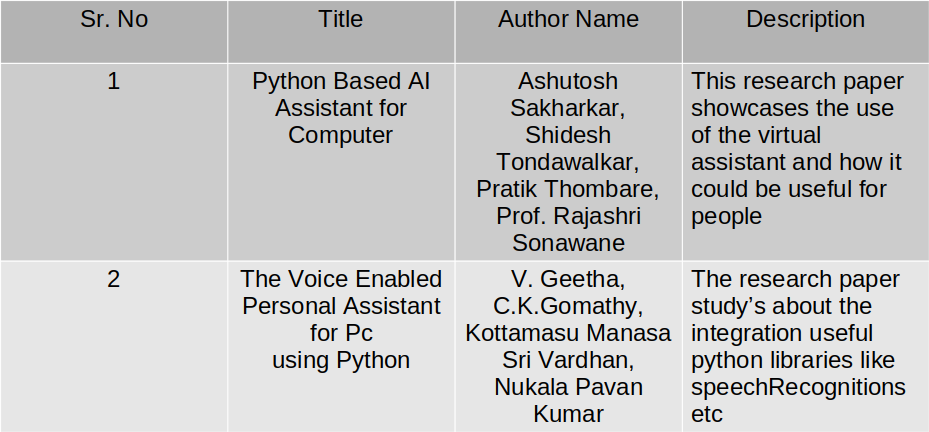 Sr. No
Title
Author Name
Description
1
Python Based AI
Assistant for
Computer
Ashutosh
Sakharkar,
Shidesh
Tondawalkar,
Pratik Thombare,
Prof. Rajashri
Sonawane
This research paper
showcases the use
of the virtual
assistant and how it
could be useful for
people
2
The Voice Enabled
Personal Assistant
for Pc
using Python
V. Geetha,
C.K.Gomathy,
Kottamasu Manasa
Sri Vardhan,
Nukala Pavan
Kumar
The research paper
study’s about the
integration useful
python libraries like
speechRecognitions
etc